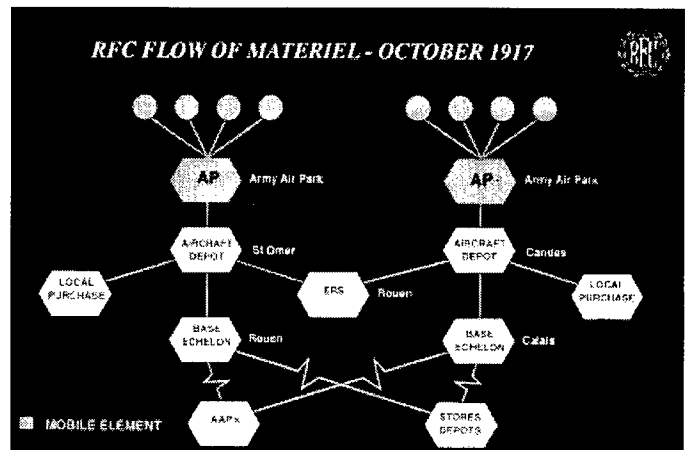 RFC FLOW OF MATERIEL - OCTOBER 1917
RFC
AP
Army Air Park
AP
Army Air Park
AIRCRAFT
DEPOT
St Omer
AIRCRAFT
DEPOT
Candes
LOCAL
PURCHASE
ERS
Rouen
LOCAL
PURCHASE
BASE
ECHELON
Rouen
BASE
ECHELON
Calais
AAPs
STORES
DEPOTS
MOBILE ELEMENT